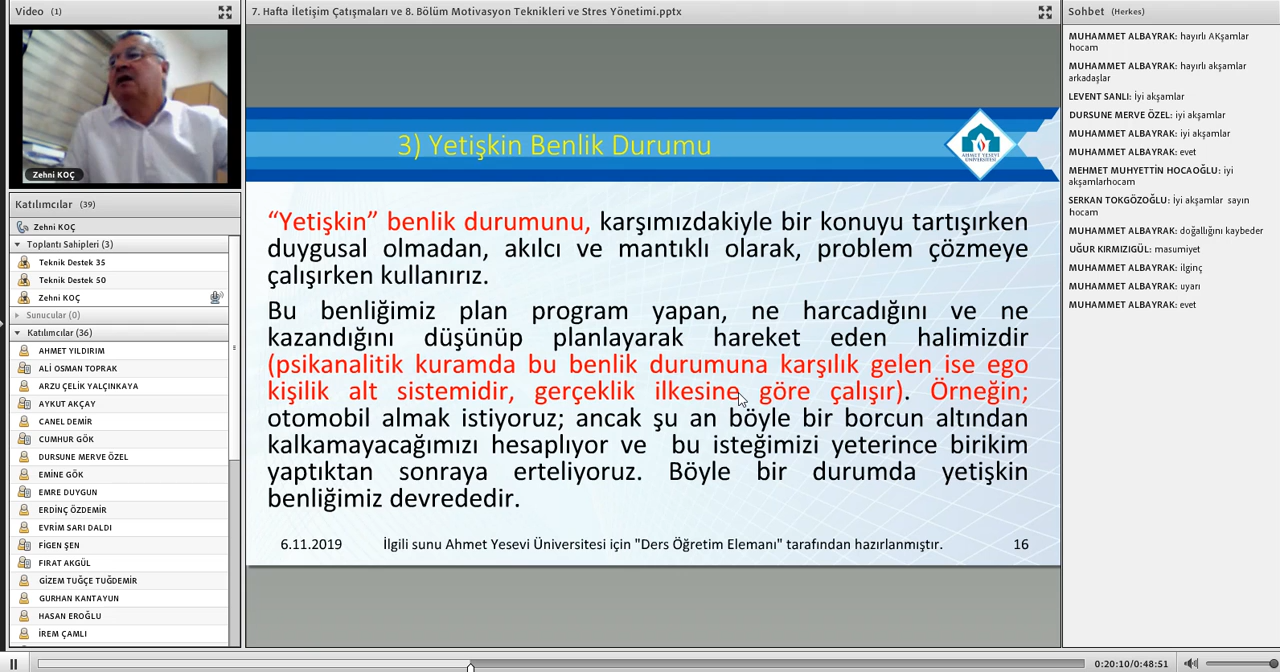 Video (1)
Zehni KOÇ
Katılımcılar (39)
Zehni KOÇ
Toplantı Sahipleri (3)
Teknik Destek 35
Teknik Destek 50
Zehni KOÇ
Sunucular (0)
Katılımcılar (36)
AHMET YILDIRIM
ALİ OSMAN TOPRAK
ARZU ÇELİK YALÇINKAYA
AYKUT AKÇAY
CANEL DEMİR
CUMHUR GÖK
DURSUNE MERVE ÖZEL
EMİNE GÖK
EMRE DUYGUN
ERDİNÇ ÖZDEMİR
EVRİM SARI DALDI
FİGEN ŞEN
FIRAT AKGÜL
GİZEM TUĞÇE TUĞDEMİR
GURHAN KANTAYUN
HASAN EROĞLU
İREM ÇAMLI
7. Hafta İletişim Çatışmaları ve 8. Bölüm Motivasyon Teknikleri ve Stres Yönetimi.pptx
3) Yetişkin Benlik Durumu
AHMET YESEVİ
ÜNİVERSİTESİ
“Yetişkin” benlik durumunu, karşımızdakiyle bir konuyu tartışırken
duygusal olmadan, akılcı ve mantıklı olarak, problem çözmeye
çalışırken kullanırız.
Bu benliğimiz plan program yapan, ne harcadığını ve ne
kazandığını düşünüp planlayarak hareket eden halimizdir
(psikanalitik kuramda bu benlik durumuna karşılık gelen ise ego
kişilik alt sistemidir, gerçeklik ilkesine göre çalışır). Örneğin;
otomobil almak istiyoruz; ancak şu an böyle bir borcun altından
kalkamayacağımızı hesaplıyor ve bu isteğimizi yeterince birikim
yaptıktan sonraya erteliyoruz. Böyle bir durumda yetişkin
benliğimiz devrededir.
6.11.2019
İlgili sunu Ahmet Yesevi Üniversitesi için "Ders Öğretim Elemanı" tarafından hazırlanmıştır.
16
Sohbet (Herkes)
MUHAMMET ALBAYRAK: hayırlı AKşamlar
hocam
MUHAMMET ALBAYRAK: hayırlı akşamlar
arkadaşlar
LEVENT SANLI: İyi akşamlar
DURSUNE MERVE ÖZEL: iyi akşamlar
MUHAMMET ALBAYRAK: iyi akşamlar
MUHAMMET ALBAYRAK: evet
MEHMET MUHYETTİN HOCAOĞLU: iyi
akşamlarhocam
SERKAN TOKGÖZOĞLU: İyi akşamlar sayın
hocam
MUHAMMET ALBAYRAK: doğallığını kaybeder
UĞUR KIRMIZIGÜL: masumiyet
MUHAMMET ALBAYRAK: ilginç
MUHAMMET ALBAYRAK: uyarı
MUHAMMET ALBAYRAK: evet
0:20:10/0:48:51